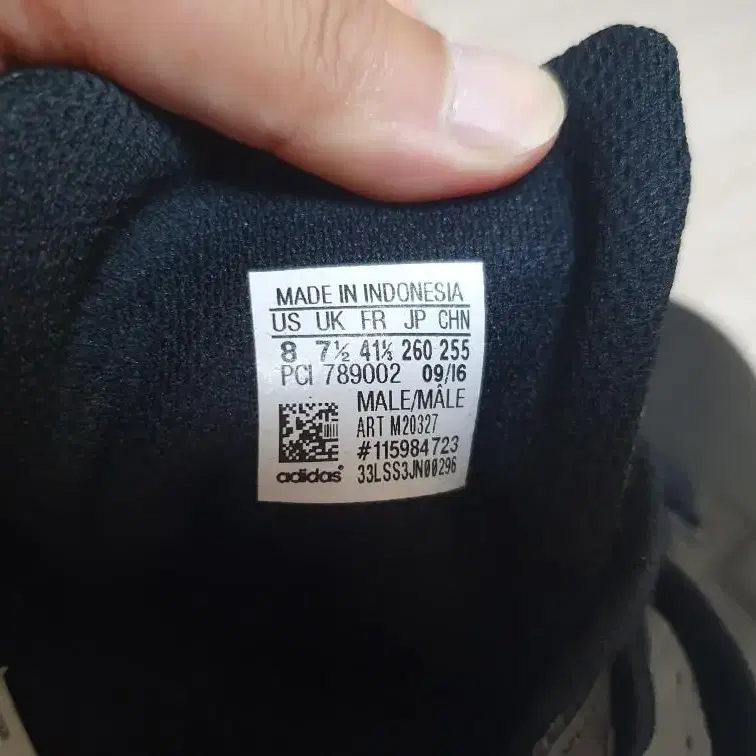 MADE IN INDONESIA
US UK FR JP CHN
8 7½ 41⅓ 260 255
PCI 789002 09/16
MALE/MÂLE
ART M20327
#115984723
adidas® 33LSS3JN00296